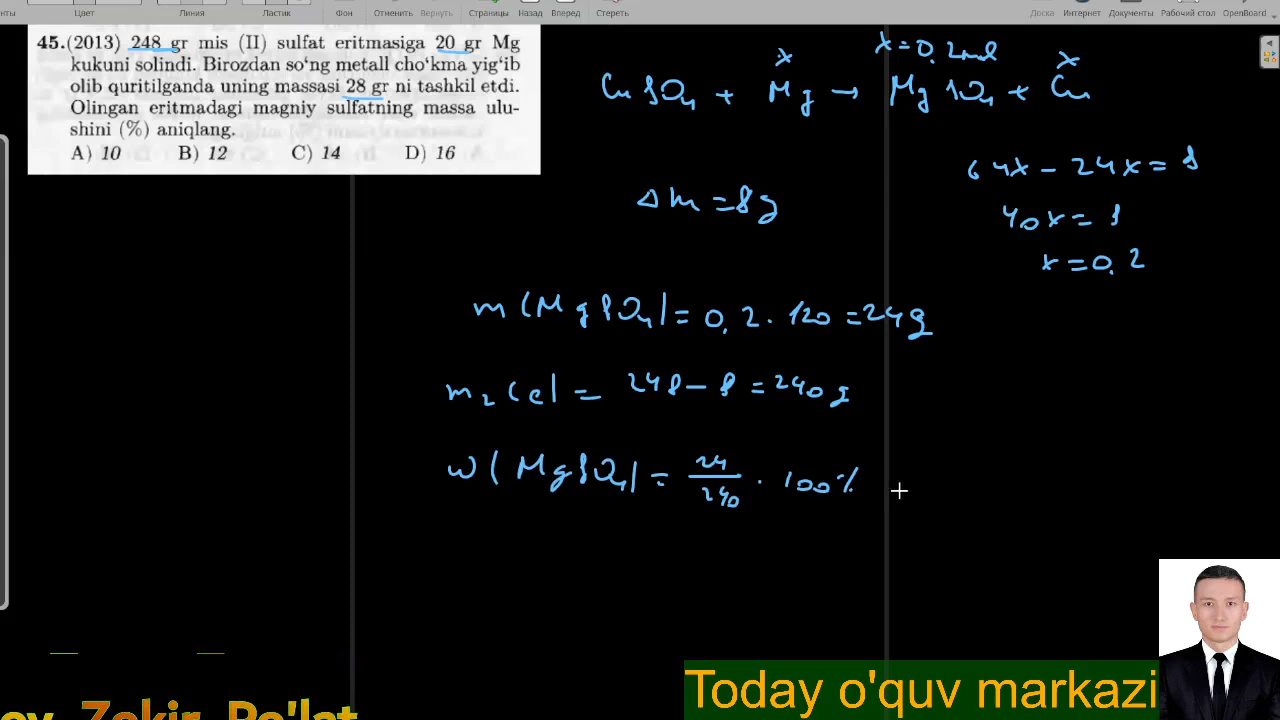 нты
Цвет
Линия
Ластик
Фон
Отменить
Вернуть
Страницы
Назад
Вперед
Стереть
Доска
Интернет
Документы
Рабочий стол
OpenBoard
45.(2013) 248 gr mis (II) sulfat eritmasiga 20 gr Mg
kukuni solindi. Birozdan so‘ng metall cho‘kma yig‘ib
olib quritilganda uning massasi 28 gr ni tashkil etdi.
Olingan eritmadagi magniy sulfatning massa ulu-
shini (%) aniqlang.
A) 10 B) 12 C) 14 D) 16
x x=0,2mol x
CuSO4 + Mg → MgSO4 + Cu
64x - 24x = 8
Δm = 8g
40x = 8
x = 0,2
m(MgSO4) = 0,2 · 120 = 24g
m2(e) = 248 - 8 = 240g
w(MgSO4) = 24/240 · 100%
Today o'quv markazi
Zokir Po'lat